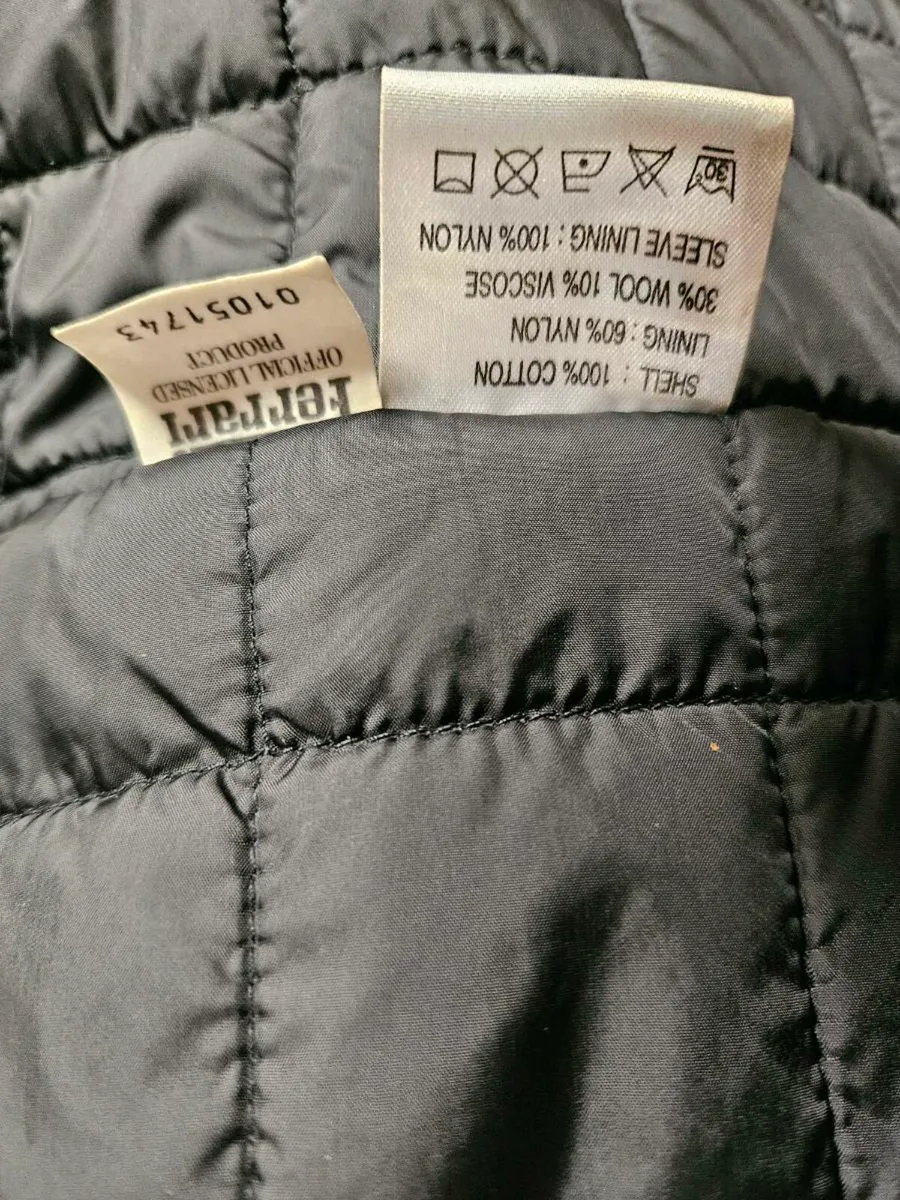 SHELL : 100% COTTON
LINING : 60% NYLON
30% WOOL 10% VISCOSE
SLEEVE LINING : 100% NYLON
30°
Ferrari
OFFICIAL LICENSED
PRODUCT
01051743